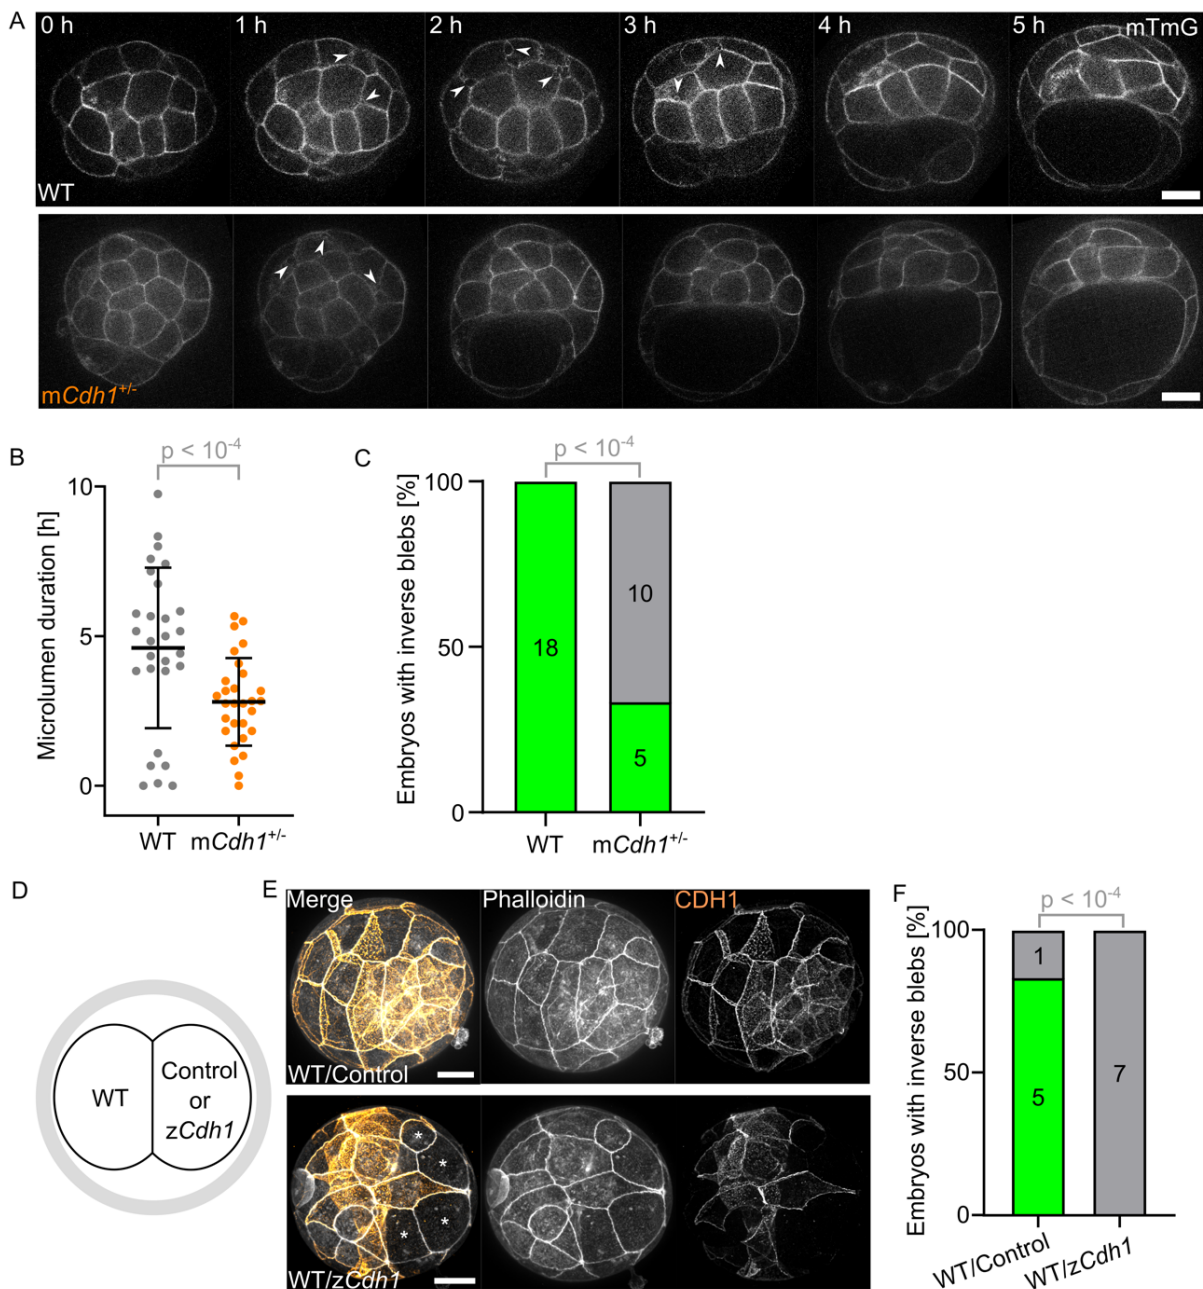 A
0 h 1 h 2 h 3 h 4 h 5 h mTmG
WT
mCdh1+/-
B
p < 10-4
Microlumen duration [h]
10
5
0
WT mCdh1+/-
C
p < 10-4
Embryos with inverse blebs [%]
100
50
0
18
10
5
WT mCdh1+/-
D
WT
Control
or
zCdh1
E
Merge Phalloidin CDH1
WT/Control
* * * *
WT/zCdh1
F
p < 10-4
Embryos with inverse blebs [%]
100
50
0
1
5
7
WT/Control
WT/zCdh1